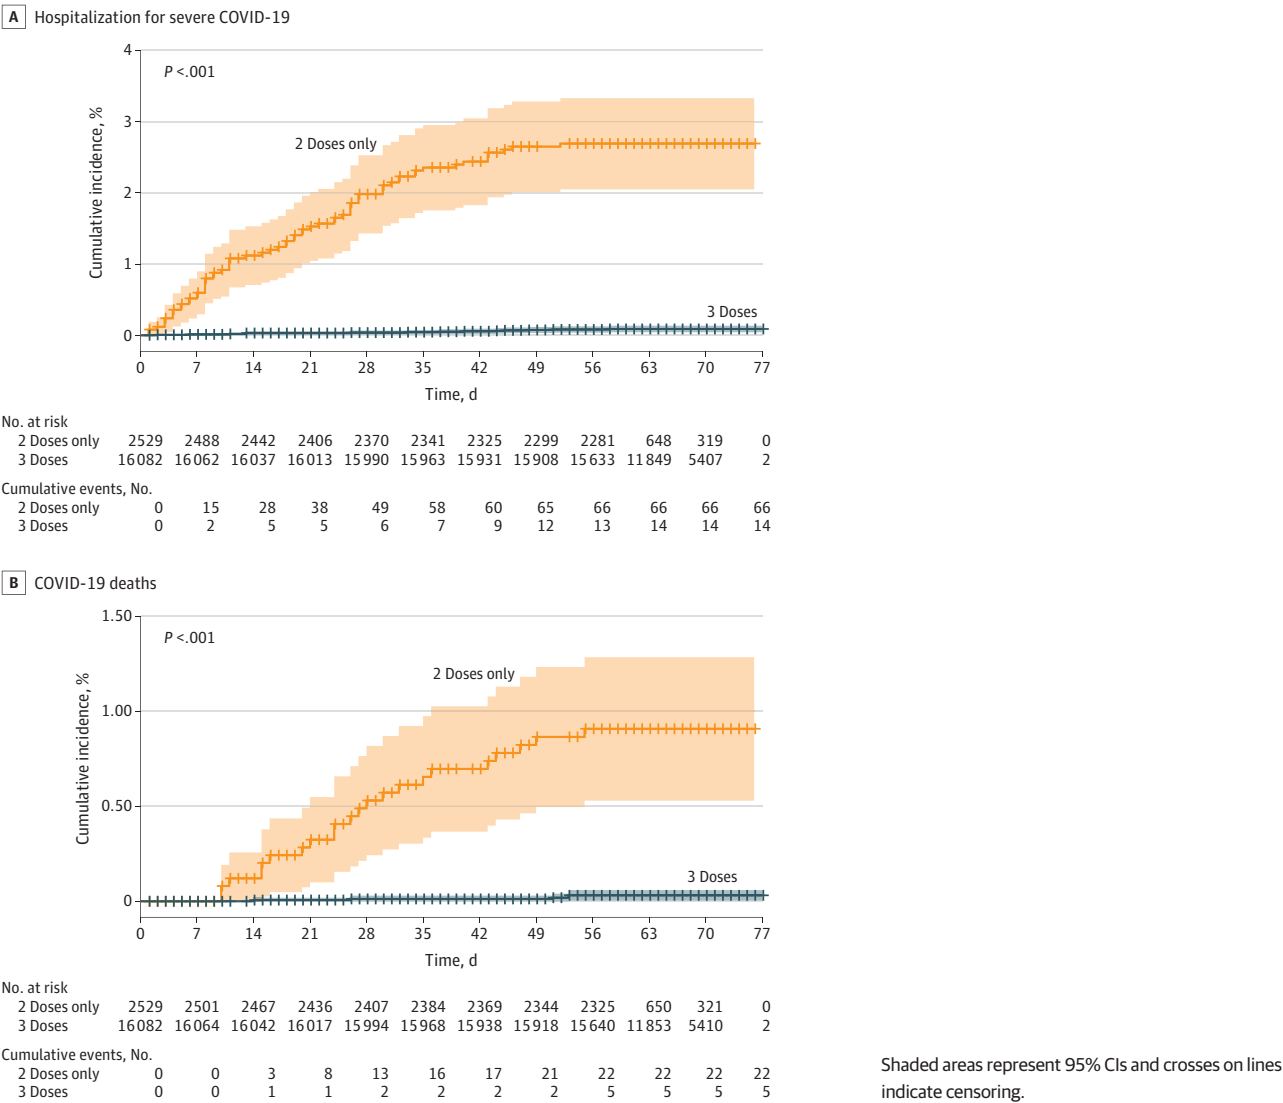 A Hospitalization for severe COVID-19
4
P <.001
3
2 Doses only
2
1
3 Doses
0
Cumulative incidence, %
0 7 14 21 28 35 42 49 56 63 70 77
Time, d
No. at risk
2 Doses only 2529 2488 2442 2406 2370 2341 2325 2299 2281 648 319 0
3 Doses 16082 16062 16037 16013 15990 15963 15931 15908 15633 11849 5407 2
Cumulative events, No.
2 Doses only 0 15 28 38 49 58 60 65 66 66 66 66
3 Doses 0 2 5 5 6 7 9 12 13 14 14 14
B COVID-19 deaths
1.50
P <.001
2 Doses only
1.00
0.50
3 Doses
0
Cumulative incidence, %
0 7 14 21 28 35 42 49 56 63 70 77
Time, d
No. at risk
2 Doses only 2529 2501 2467 2436 2407 2384 2369 2344 2325 650 321 0
3 Doses 16082 16064 16042 16017 15994 15968 15938 15918 15640 11853 5410 2
Cumulative events, No.
2 Doses only 0 0 3 8 13 16 17 21 22 22 22 22
3 Doses 0 0 1 1 2 2 2 2 5 5 5 5
Shaded areas represent 95% CIs and crosses on lines
indicate censoring.